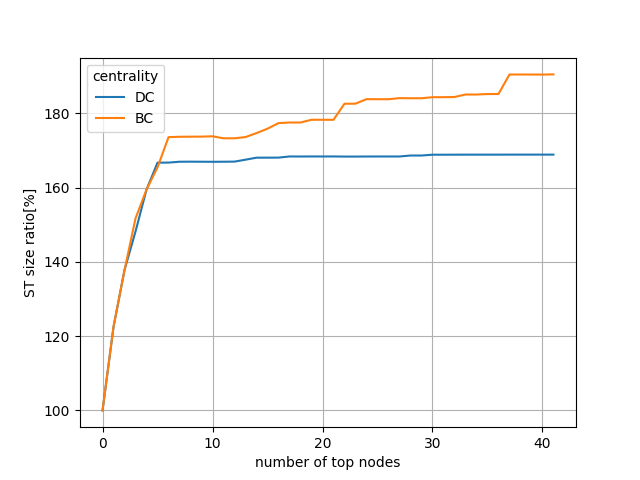 centrality
DC
BC
180
160
140
120
100
ST size ratio[%]
0 10 20 30 40
number of top nodes